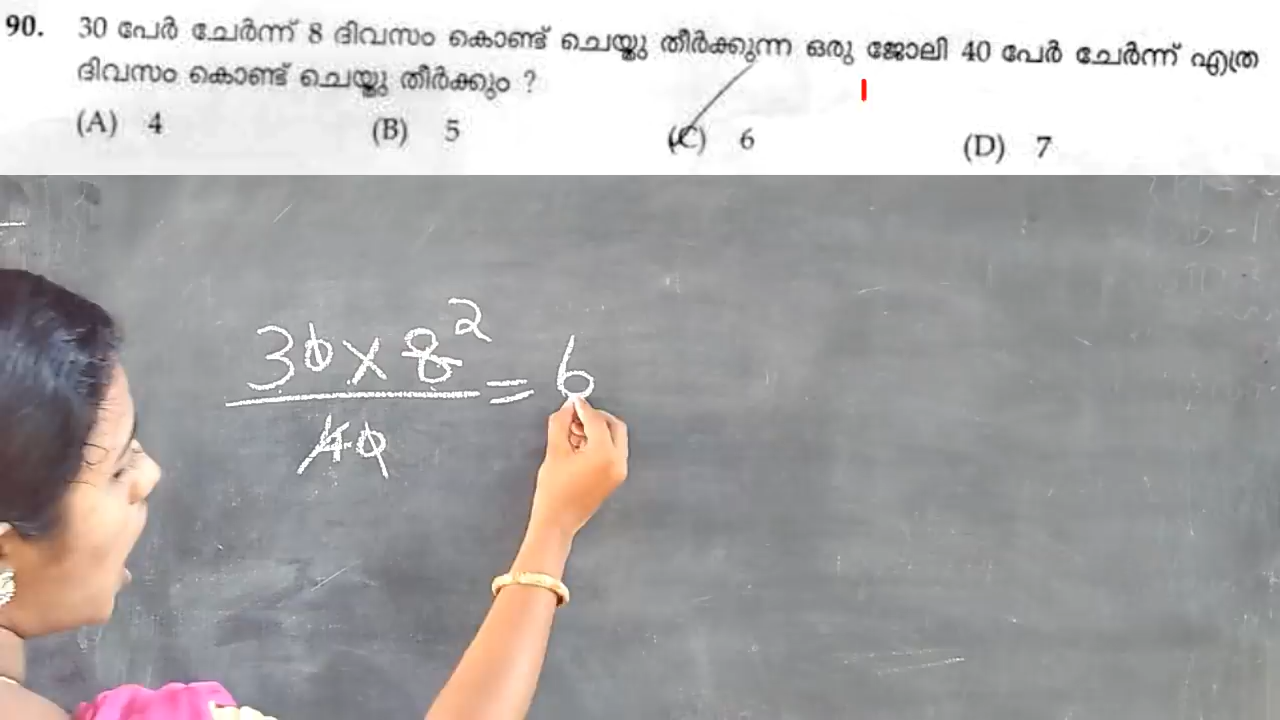 90. 30 പേർ ചേർന്ന് 8 ദിവസം കൊണ്ട് ചെയ്തു തീർക്കുന്ന ഒരു ജോലി 40 പേർ ചേർന്ന് എത്ര
ദിവസം കൊണ്ട് ചെയ്തു തീർക്കും ?
(A) 4 (B) 5 (C) 6 (D) 7
30 × 8 2
= 6
40